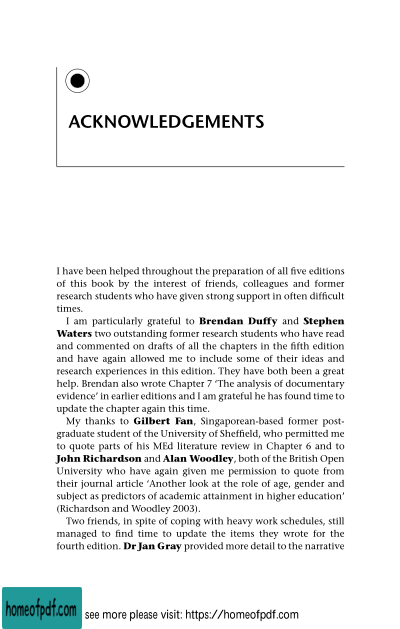 ACKNOWLEDGEMENTS
I have been helped throughout the preparation of all five editions
of this book by the interest of friends, colleagues and former
research students who have given strong support in often difficult
times.
I am particularly grateful to Brendan Duffy and Stephen
Waters two outstanding former research students who have read
and commented on drafts of all the chapters in the fifth edition
and have again allowed me to include some of their ideas and
research experiences in this edition. They have both been a great
help. Brendan also wrote Chapter 7 ‘The analysis of documentary
evidence’ in earlier editions and I am grateful he has found time to
update the chapter again this time.
My thanks to Gilbert Fan, Singaporean-based former post-
graduate student of the University of Sheffield, who permitted me
to quote parts of his MEd literature review in Chapter 6 and to
John Richardson and Alan Woodley, both of the British Open
University who have again given me permission to quote from
their journal article ‘Another look at the role of age, gender and
subject as predictors of academic attainment in higher education’
(Richardson and Woodley 2003).
Two friends, in spite of coping with heavy work schedules, still
managed to find time to update the items they wrote for the
fourth edition. Dr Jan Gray provided more detail to the narrative
homeofpdf.com
see more please visit: https://homeofpdf.com